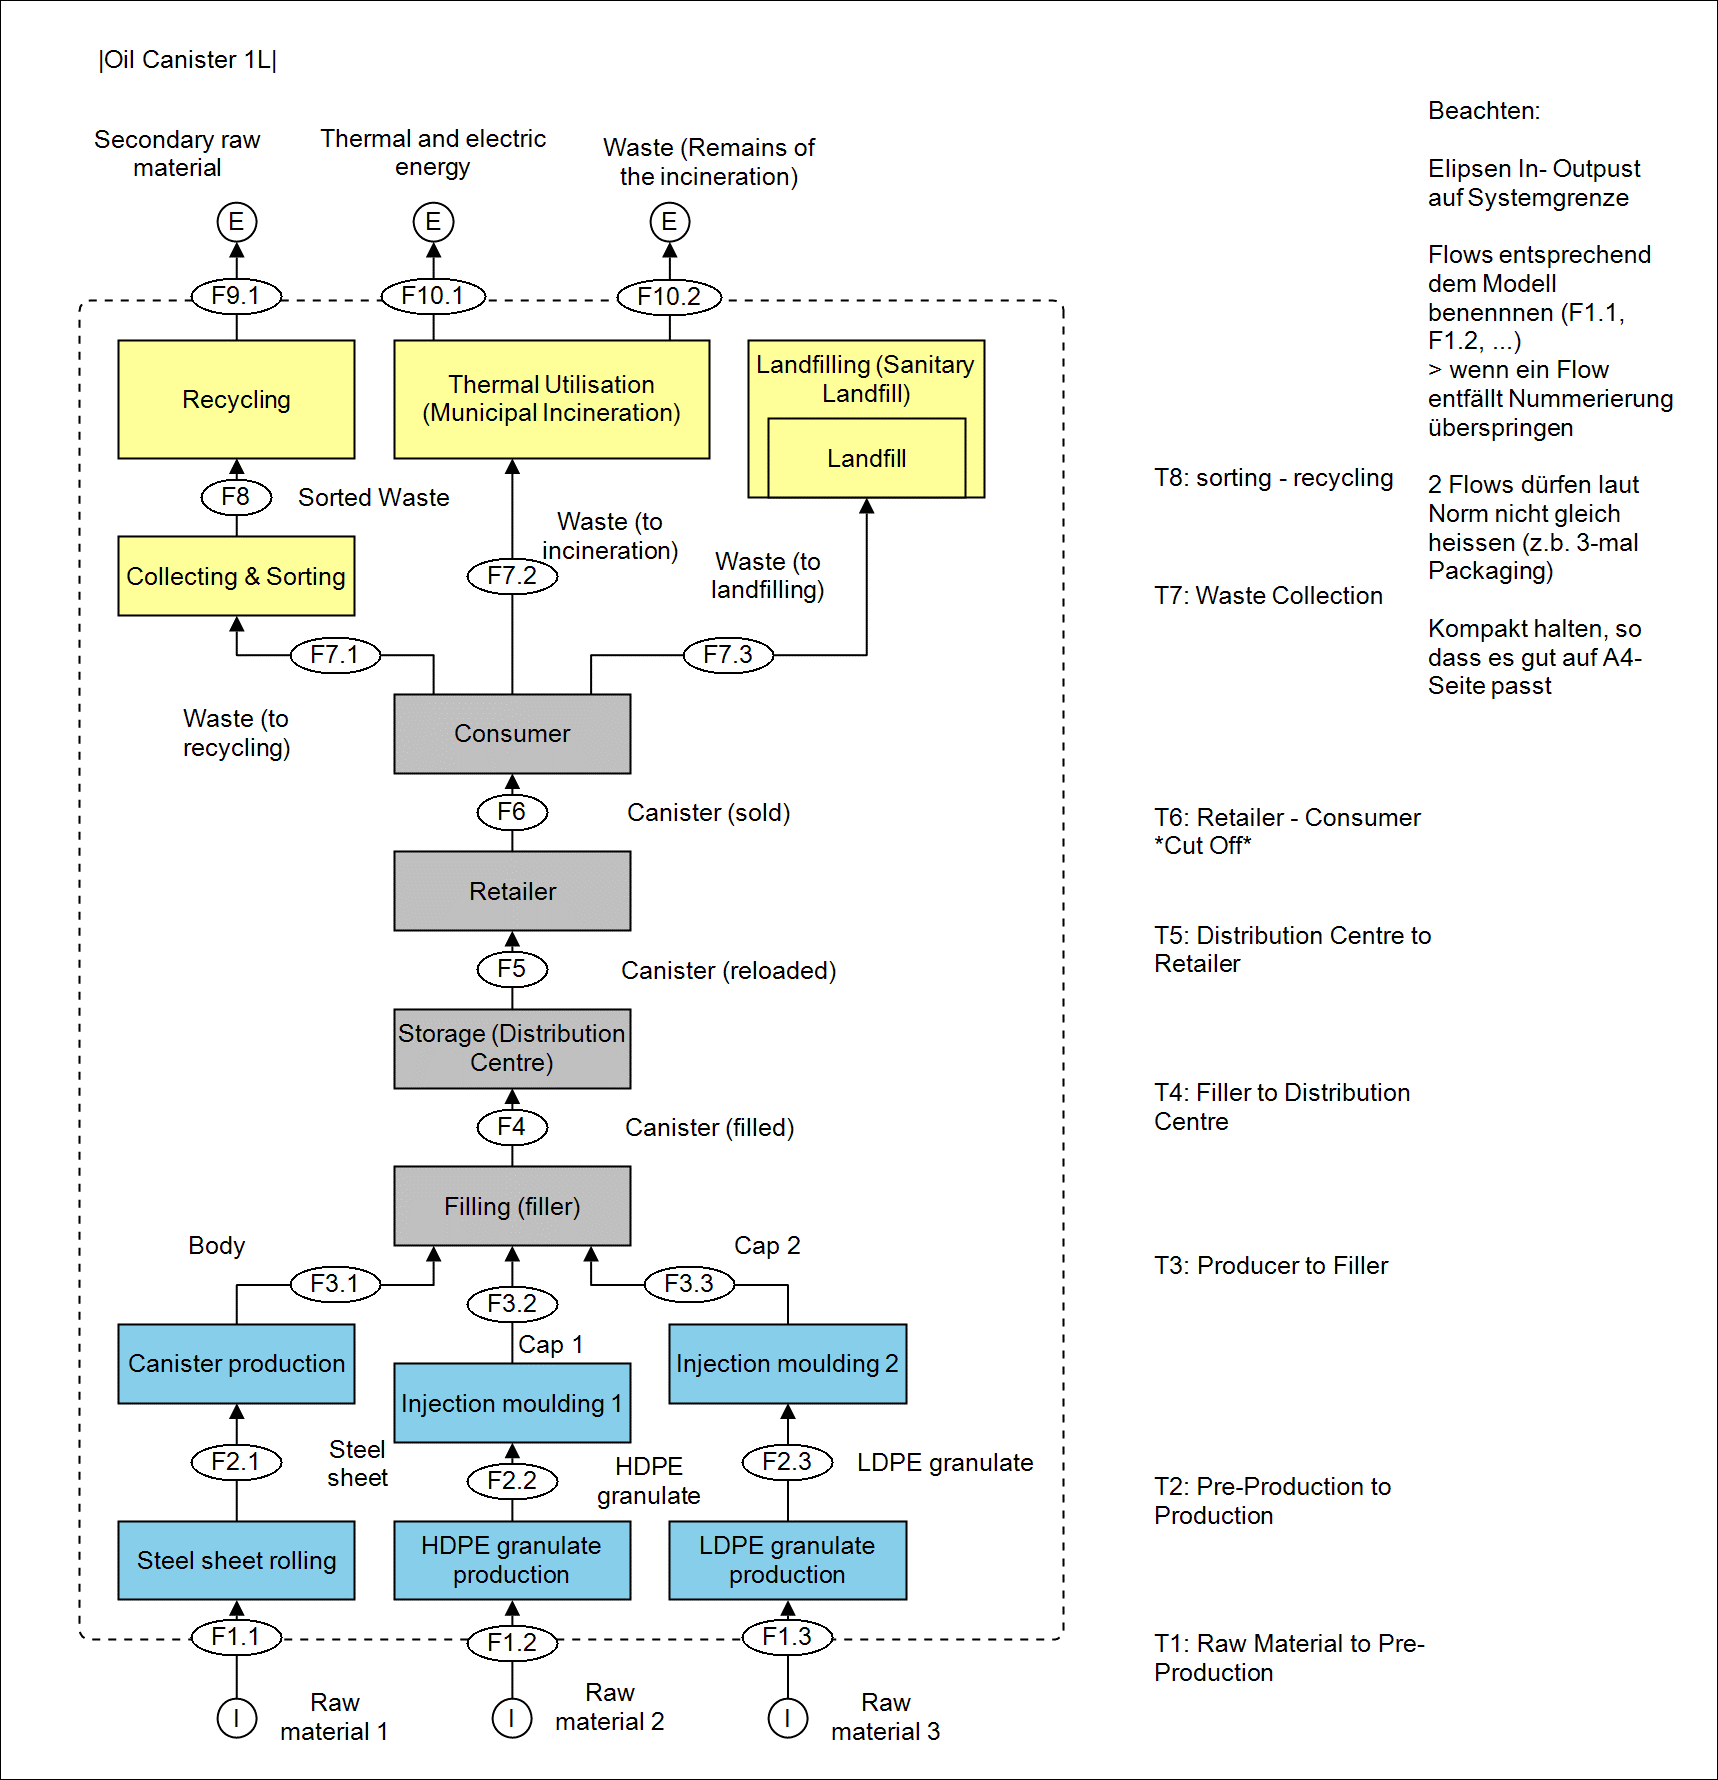 |Oil Canister 1L|
Secondary raw
material
Thermal and electric
energy
Waste (Remains of
the incineration)
E
E
E
F9.1
F10.1
F10.2
Recycling
Thermal Utilisation
(Municipal Incineration)
Landfilling (Sanitary
Landfill)
Landfill
F8
Sorted Waste
Waste (to
incineration)
Collecting & Sorting
F7.2
Waste (to
landfilling)
F7.1
F7.3
Waste (to
recycling)
Consumer
F6
Canister (sold)
Retailer
F5
Canister (reloaded)
Storage (Distribution
Centre)
F4
Canister (filled)
Filling (filler)
Body
Cap 2
F3.1
F3.2
F3.3
Cap 1
Canister production
Injection moulding 1
Injection moulding 2
F2.1
Steel
sheet
F2.2
HDPE
granulate
F2.3
LDPE granulate
Steel sheet rolling
HDPE granulate
production
LDPE granulate
production
F1.1
F1.2
F1.3
I
Raw
material 1
I
Raw
material 2
I
Raw
material 3
T8: sorting - recycling
T7: Waste Collection
T6: Retailer - Consumer
*Cut Off*
T5: Distribution Centre to
Retailer
T4: Filler to Distribution
Centre
T3: Producer to Filler
T2: Pre-Production to
Production
T1: Raw Material to Pre-
Production
Beachten:
Elipsen In- Outpust
auf Systemgrenze
Flows entsprechend
dem Modell
benennnen (F1.1,
F1.2, ...)
> wenn ein Flow
entfällt Nummerierung
überspringen
2 Flows dürfen laut
Norm nicht gleich
heissen (z.b. 3-mal
Packaging)
Kompakt halten, so
dass es gut auf A4-
Seite passt